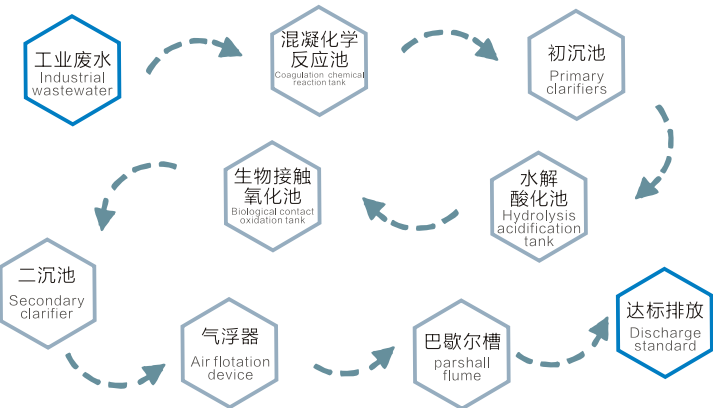 工业废水
Industrial
wastewater
混凝化学
反应池
Coagulation chemical
reaction tank
初沉池
Primary
clarifiers
水解
酸化池
Hydrolysis
acidification
tank
生物接触
氧化池
Biological contact
oxidation tank
二沉池
Secondary
clarifier
气浮器
Air flotation
device
巴歇尔槽
parshall
flume
达标排放
Discharge
standard